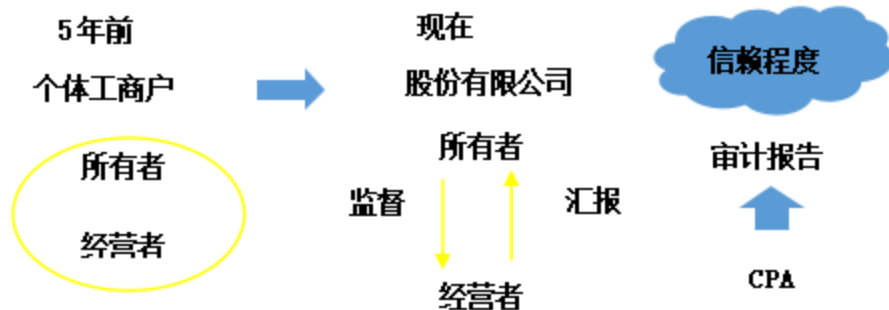 5年前
个体工商户
所有者
经营者
现在
股份有限公司
所有者
监督
汇报
经营者
信赖程度
审计报告
CPA